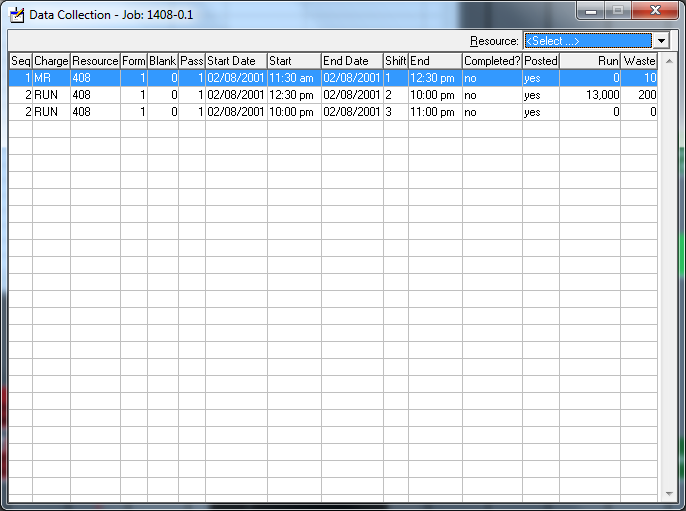 Data Collection - Job: 1408-0.1
Resource: <Select ...>
Seq Charge Resource Form Blank Pass Start Date Start End Date Shift End Completed? Posted Run Waste
1 MR 408 1 0 1 02/08/2001 11:30 am 02/08/2001 1 12:30 pm no yes 0 10
2 RUN 408 1 0 1 02/08/2001 12:30 pm 02/08/2001 2 10:00 pm no yes 13,000 200
2 RUN 408 1 0 1 02/08/2001 10:00 pm 02/08/2001 3 11:00 pm no yes 0 0